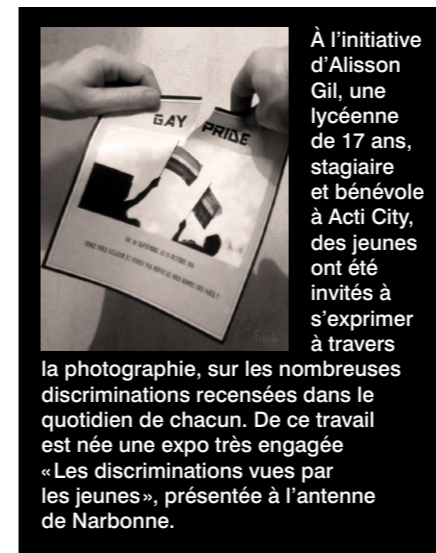 GAY PRIDE
À l'initiative
d'Alisson
Gil, une
lycéenne
de 17 ans,
stagiaire
et bénévole
à Acti City,
des jeunes
ont été
invités à
s'exprimer
à travers
la photographie, sur les nombreuses
discriminations recensées dans le
quotidien de chacun. De ce travail
est née une expo très engagée
«Les discriminations vues par
les jeunes», présentée à l'antenne
de Narbonne.